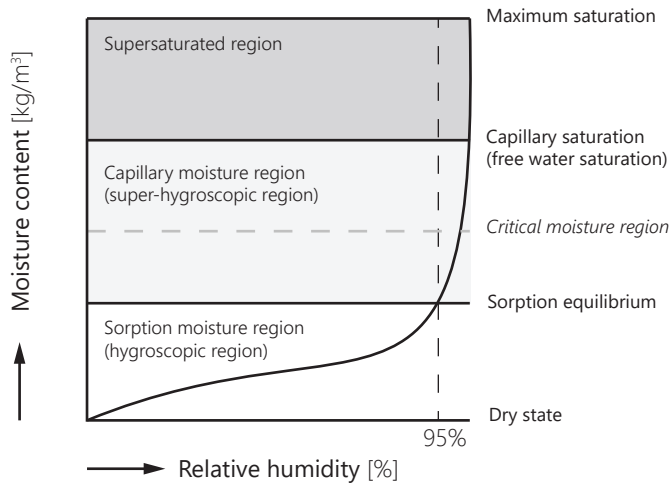 Maximum saturation
Supersaturated region
Capillary saturation
(free water saturation)
Capillary moisture region
(super-hygroscopic region)
Critical moisture region
Sorption equilibrium
Sorption moisture region
(hygroscopic region)
Dry state
95%
Relative humidity [%]
Moisture content [kg/m³]